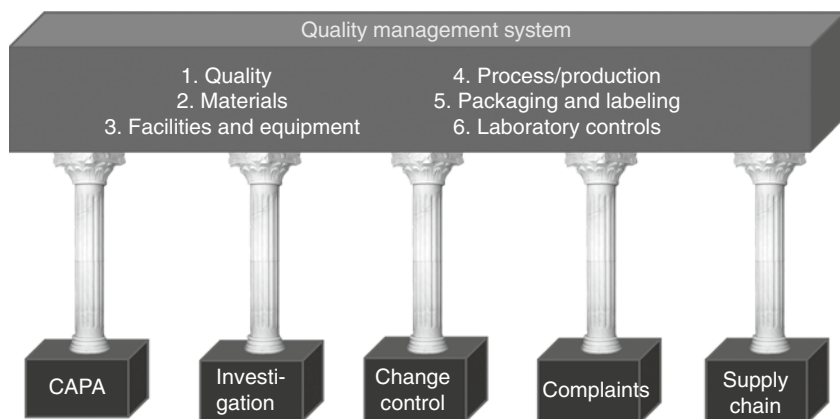 Quality management system
1. Quality
2. Materials
3. Facilities and equipment
4. Process/production
5. Packaging and labeling
6. Laboratory controls
CAPA
Investi-
gation
Change
control
Complaints
Supply
chain